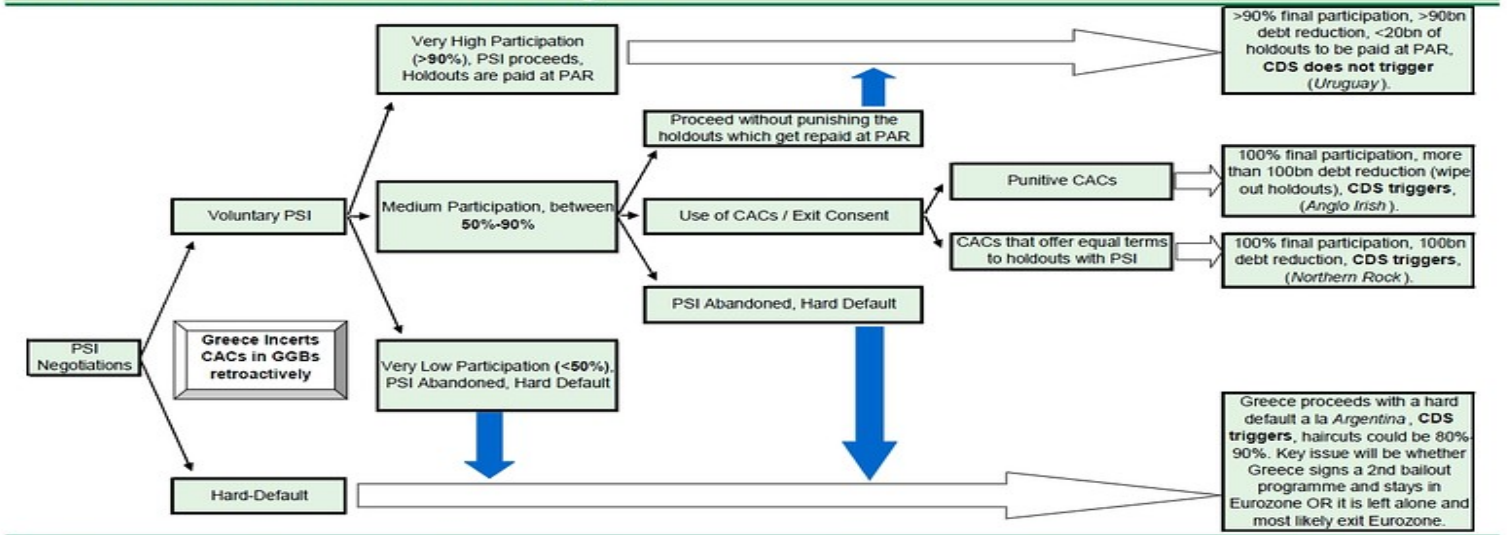 Very High Participation
(>90%), PSI proceeds,
Holdouts are paid at PAR
>90% final participation, >90bn
debt reduction, <20bn of
holdouts to be paid at PAR,
CDS does not trigger
(Uruguay).
Proceed without punishing the
holdouts which get repaid at PAR
Voluntary PSI
Medium Participation, between
50%-90%
Use of CACs / Exit Consent
Punitive CACs
100% final participation, more
than 100bn debt reduction (wipe
out holdouts), CDS triggers,
(Anglo Irish).
CACs that offer equal terms
to holdouts with PSI
100% final participation, 100bn
debt reduction, CDS triggers,
(Northern Rock).
PSI Abandoned, Hard Default
PSI
Negotiations
Greece Incerts
CACs in GGBs
retroactively
Very Low Participation (<50%),
PSI Abandoned, Hard Default
Hard-Default
Greece proceeds with a hard
default a la Argentina, CDS
triggers, haircuts could be 80%-
90%. Key issue will be whether
Greece signs a 2nd bailout
programme and stays in
Eurozone OR it is left alone and
most likely exit Eurozone.